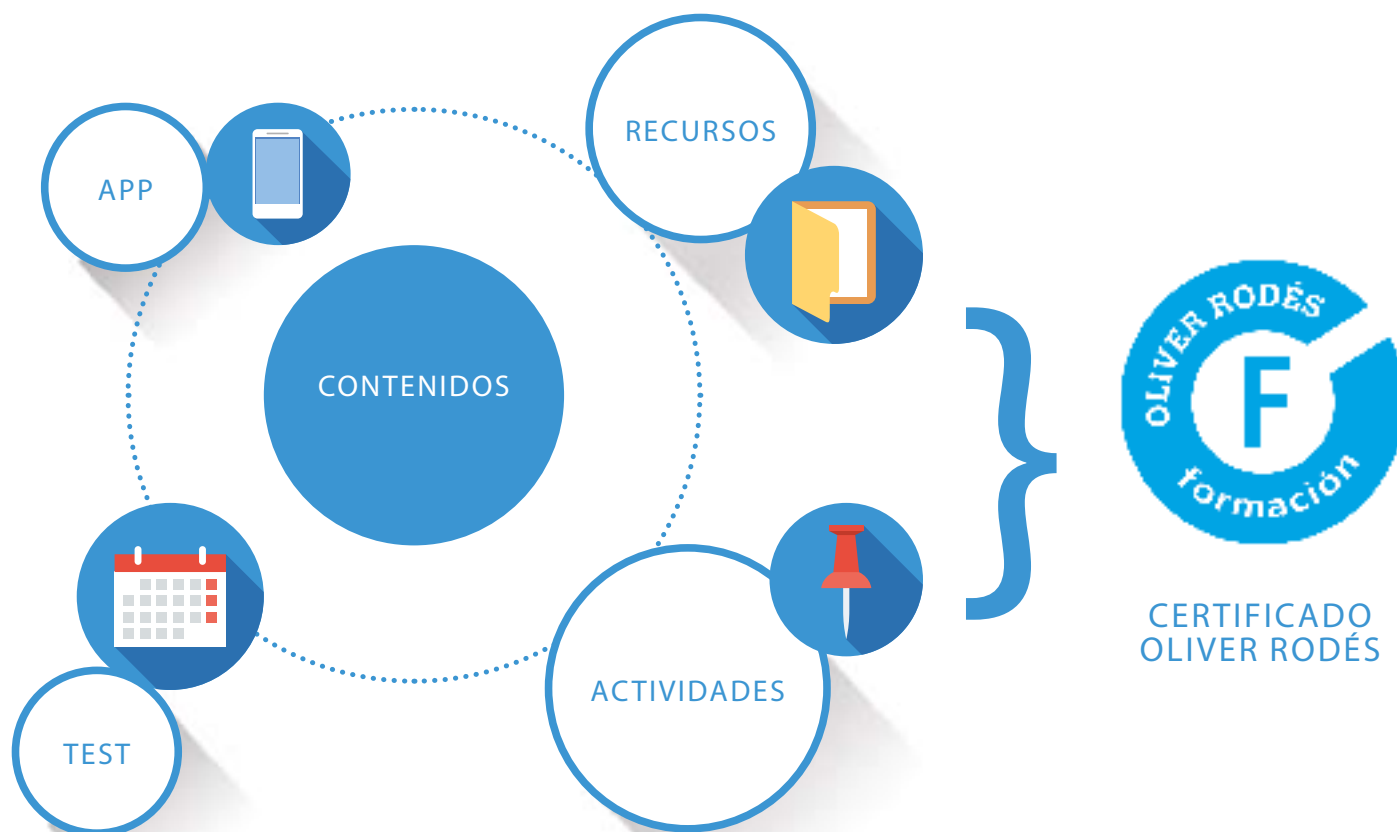 APP
RECURSOS
CONTENIDOS
TEST
ACTIVIDADES
OLIVER RODÉS
F
formación
CERTIFICADO
OLIVER RODÉS